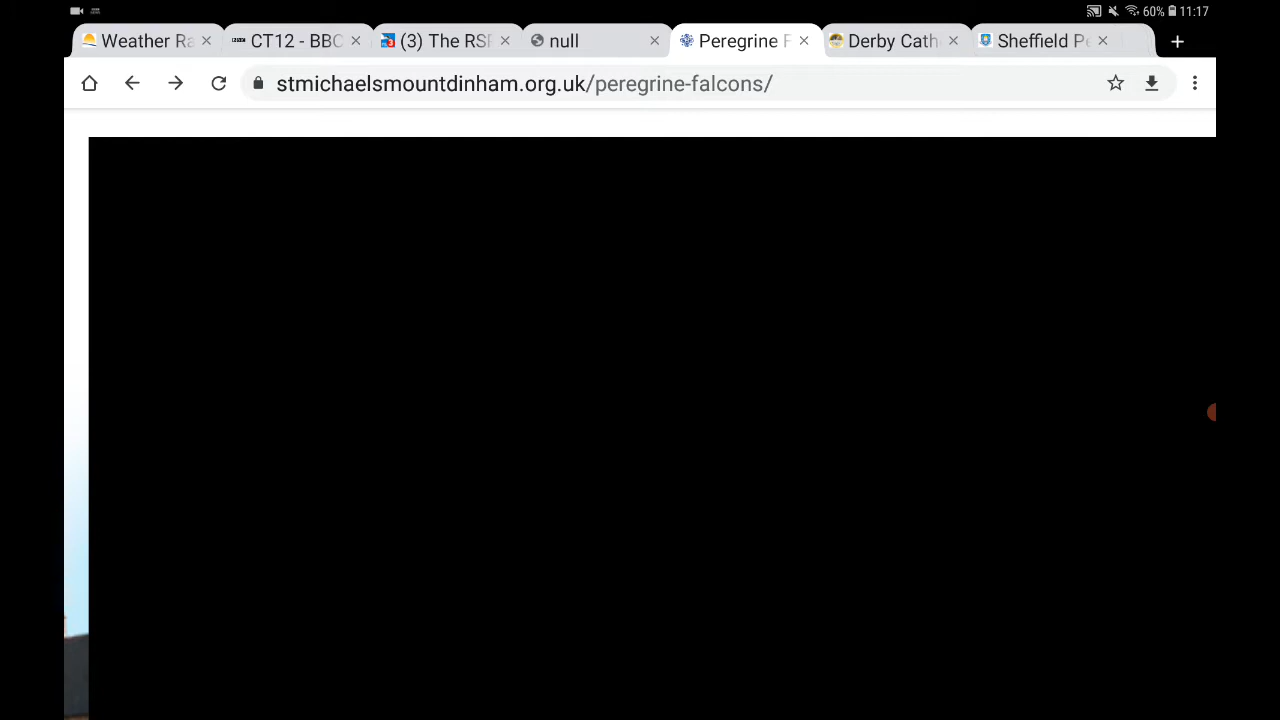 60% 11:17
Weather Ra CT12 - BBC (3) The RSP null Peregrine F Derby Cath Sheffield Pe
stmichaelsmountdinham.org.uk/peregrine-falcons/